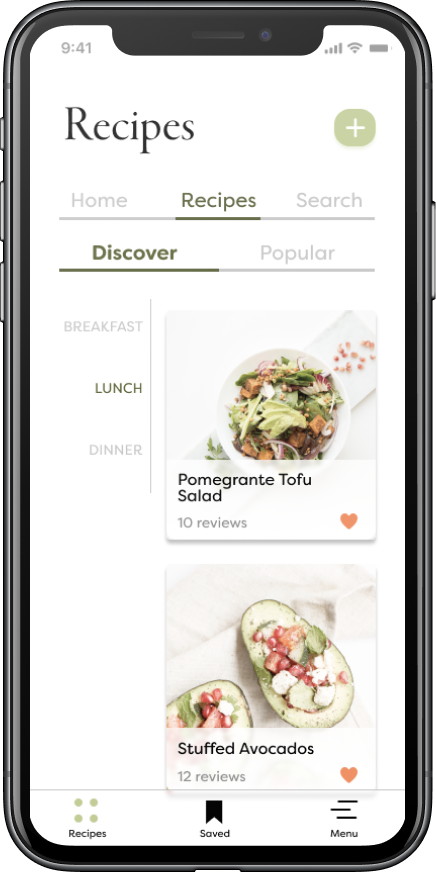 9:41
Recipes
Home Recipes Search
Discover Popular
BREAKFAST
LUNCH
DINNER
Pomegrante Tofu
Salad
10 reviews
Stuffed Avocados
12 reviews
Recipes Saved Menu